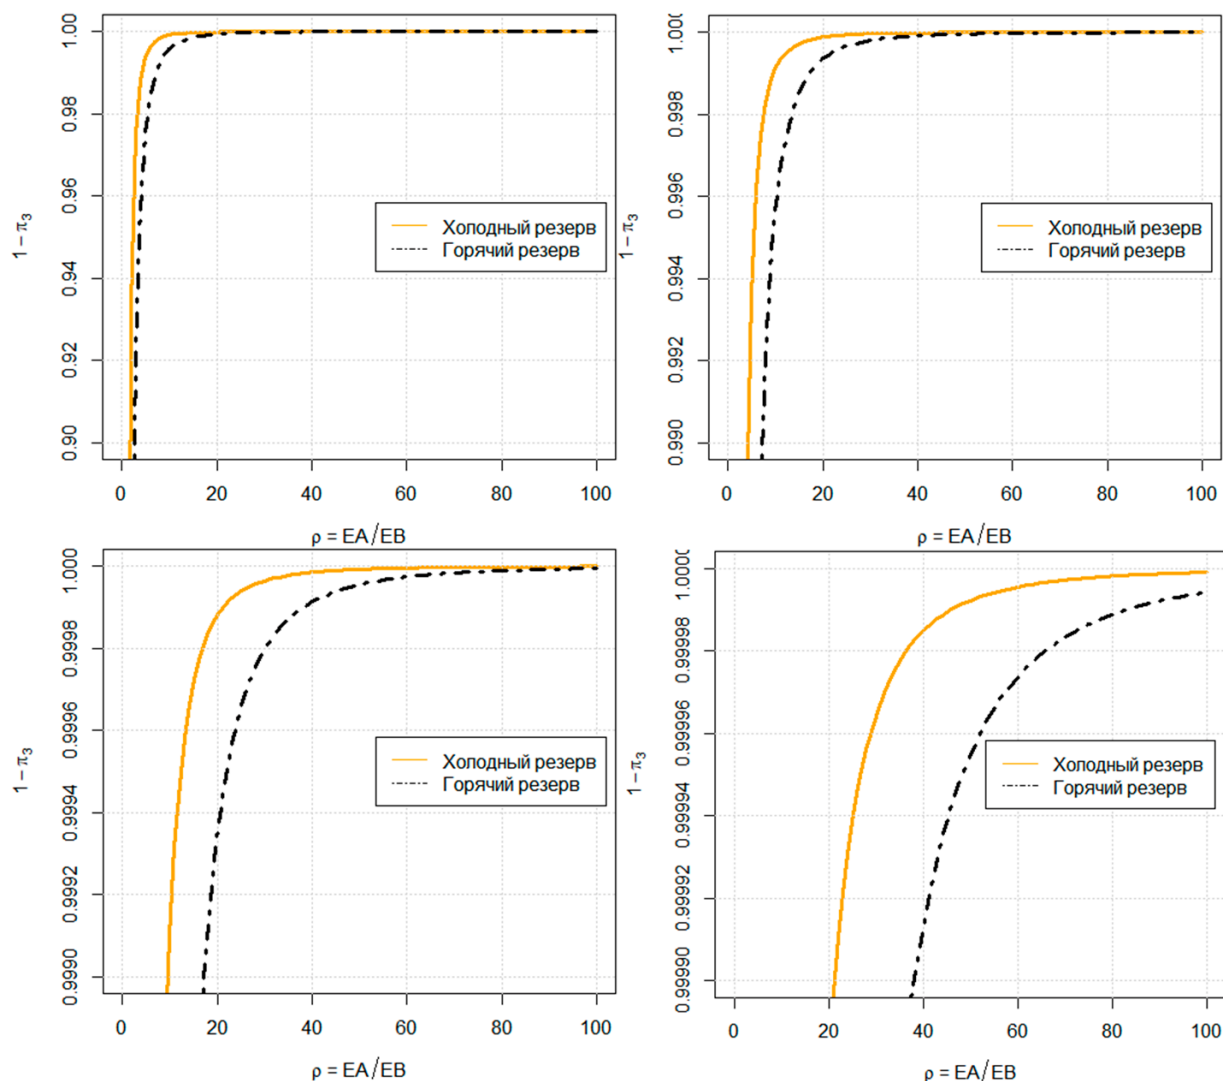 1.00
0.98
0.96
0.94
0.92
0.90
1 − π₃
Холодный резерв
Горячий резерв
0 20 40 60 80 100
ρ = EA/EB
1.000
0.998
0.996
0.994
0.992
0.990
1 − π₃
Холодный резерв
Горячий резерв
0 20 40 60 80 100
ρ = EA/EB
1.0000
0.9998
0.9996
0.9994
0.9992
0.9990
1 − π₃
Холодный резерв
Горячий резерв
0 20 40 60 80 100
ρ = EA/EB
0.99998
0.99996
0.99994
0.99992
0.99990
1 − π₃
Холодный резерв
Горячий резерв
0 20 40 60 80 100
ρ = EA/EB